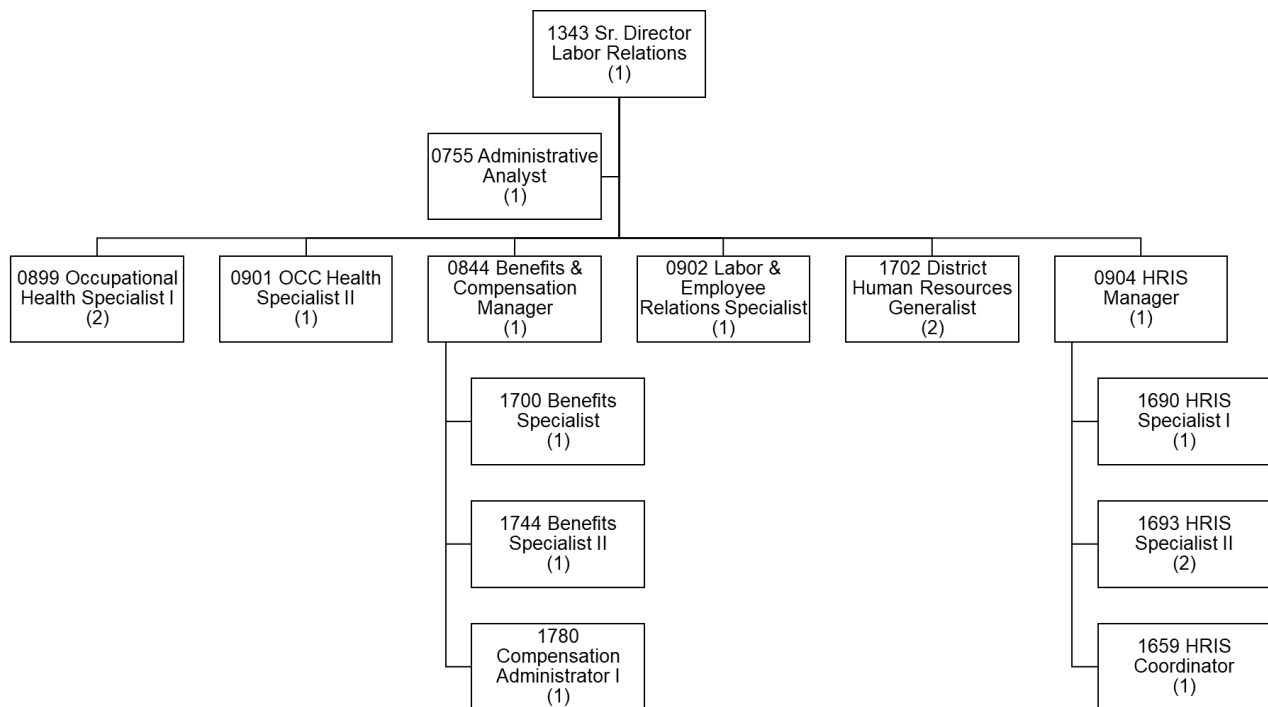 1343 Sr. Director
Labor Relations
(1)
0755 Administrative
Analyst
(1)
0899 Occupational
Health Specialist I
(2)
0901 OCC Health
Specialist II
(1)
0844 Benefits &
Compensation
Manager
(1)
0902 Labor &
Employee
Relations Specialist
(1)
1702 District
Human Resources
Generalist
(2)
0904 HRIS
Manager
(1)
1700 Benefits
Specialist
(1)
1744 Benefits
Specialist II
(1)
1780
Compensation
Administrator I
(1)
1690 HRIS
Specialist I
(1)
1693 HRIS
Specialist II
(2)
1659 HRIS
Coordinator
(1)